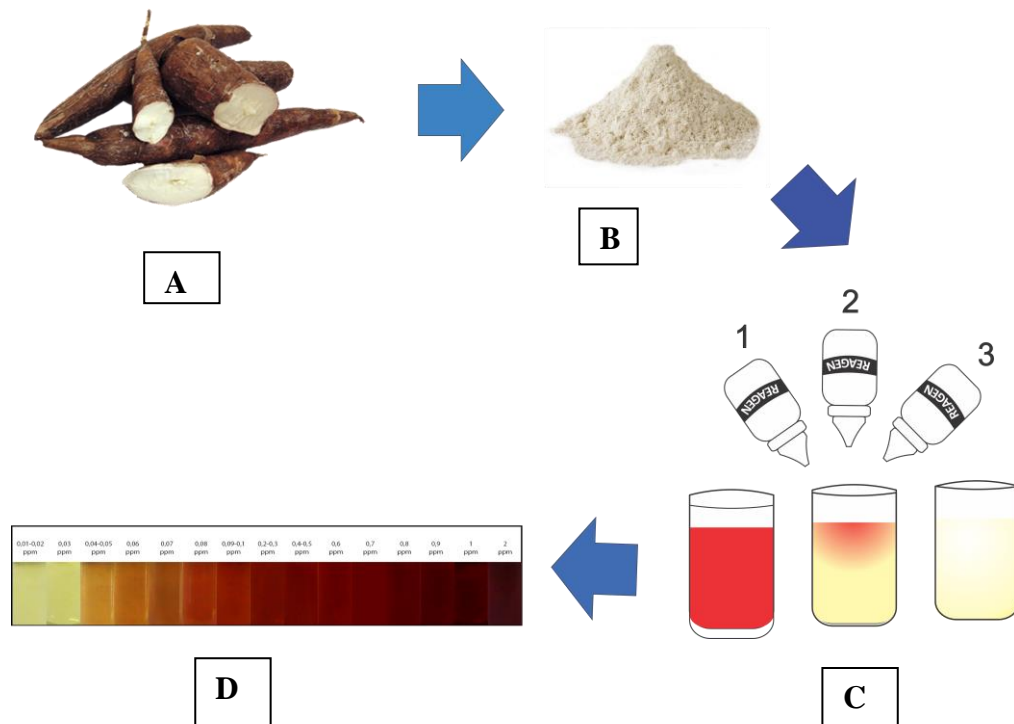 A
B
1
2
3
REAGEN
REAGEN
REAGEN
0,01-0,02 ppm
0,03 ppm
0,04-0,05 ppm
0,06 ppm
0,07 ppm
0,08 ppm
0,09-0,1 ppm
0,2-0,3 ppm
0,4-0,5 ppm
0,6 ppm
0,7 ppm
0,8 ppm
0,9 ppm
1 ppm
2 ppm
D
C